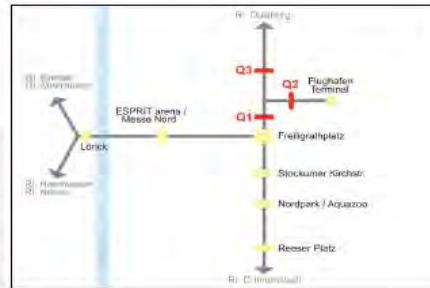 Ri. Duisburg
Q3
Q2
Flughafen
Terminal
ESPRIT arena /
Messe Nord
Q1
Lörick
Freiligrathplatz
Stockumer Kirchstr.
Nordpark / Aquazoo
Reeser Platz
Ri.